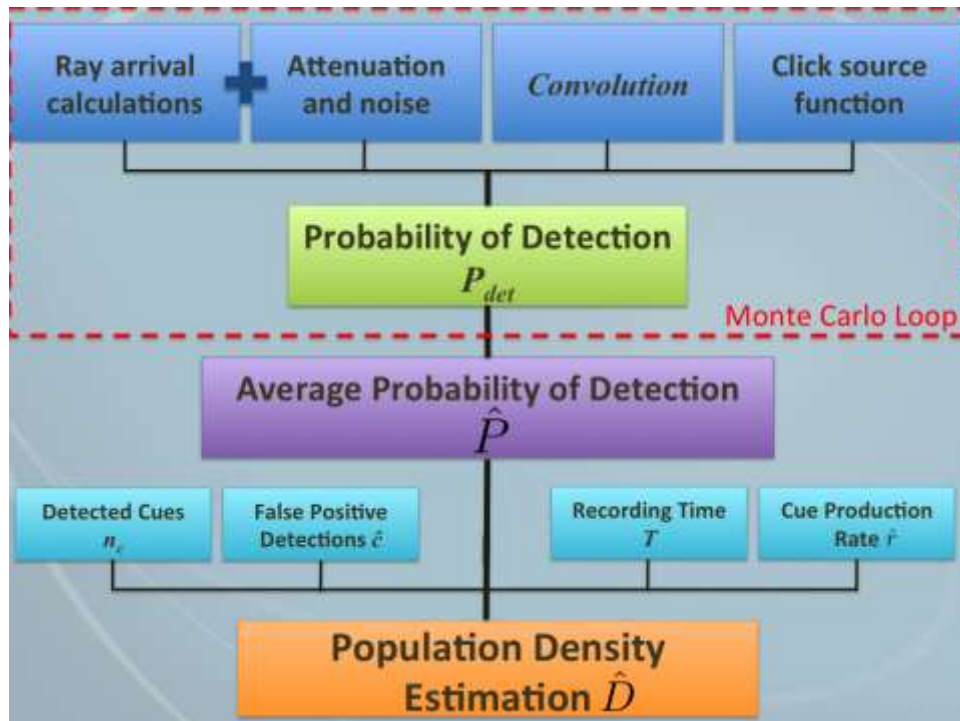 Ray arrival
calculations
Attenuation
and noise
Convolution
Click source
function
Probability of Detection
P_det
Monte Carlo Loop
Average Probability of Detection
P̂
Detected Cues
n_c
False Positive
Detections ĉ
Recording Time
T
Cue Production
Rate r̂
Population Density
Estimation D̂